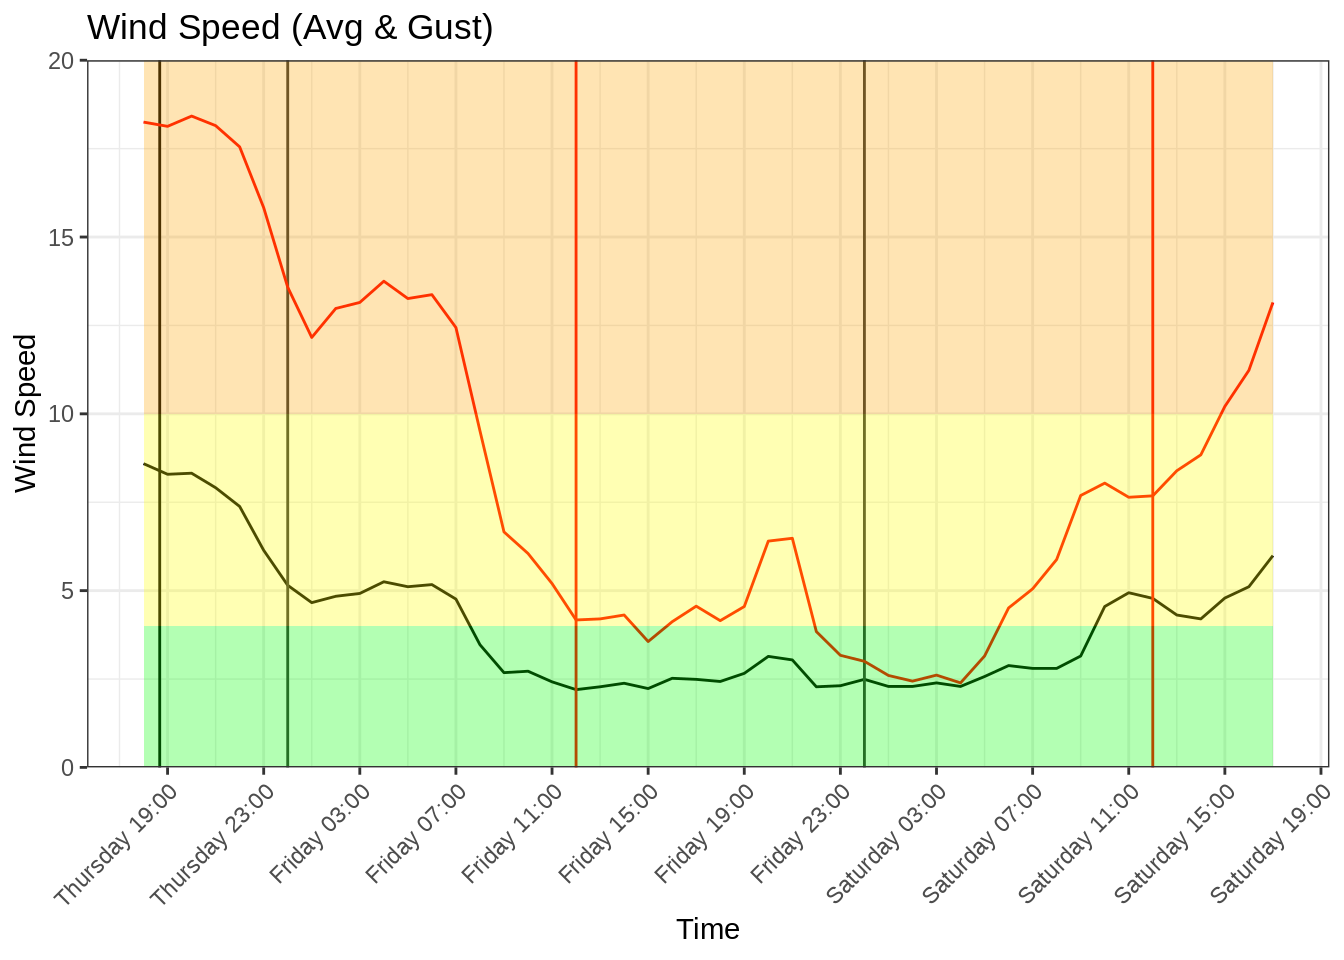 Wind Speed (Avg & Gust)
Wind Speed
20
15
10
5
0
Thursday 19:00
Thursday 23:00
Friday 03:00
Friday 07:00
Friday 11:00
Friday 15:00
Friday 19:00
Friday 23:00
Saturday 03:00
Saturday 07:00
Saturday 11:00
Saturday 15:00
Saturday 19:00
Time